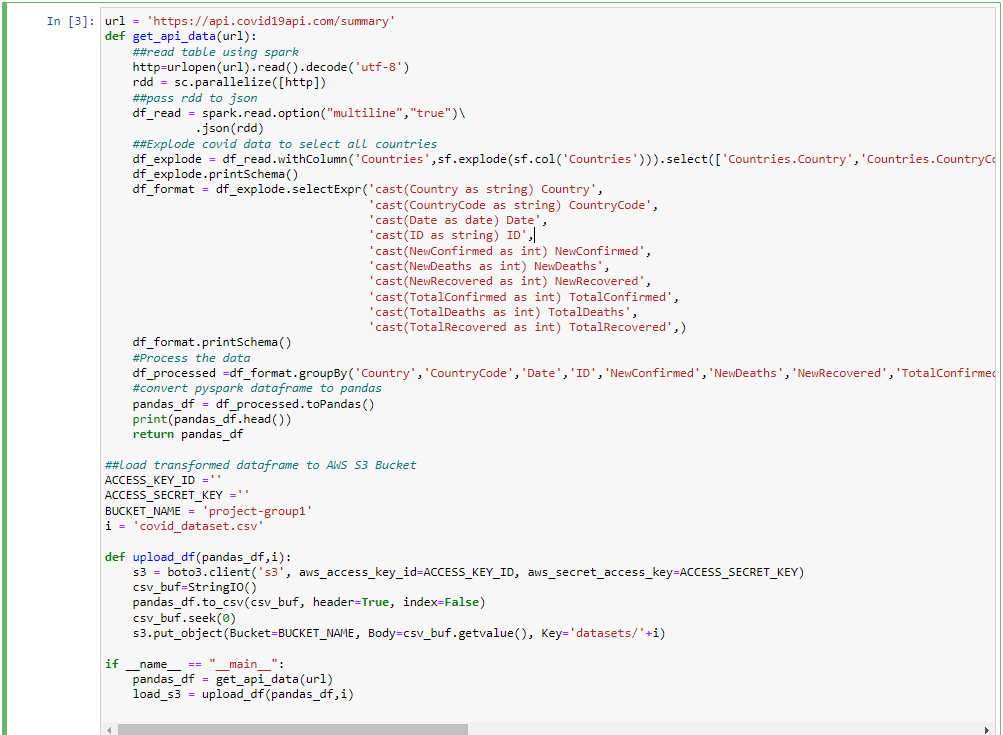 In [3]: url = 'https://api.covid19api.com/summary'
def get_api_data(url):
    ##read table using spark
    http=urlopen(url).read().decode('utf-8')
    rdd = sc.parallelize([http])
    ##pass rdd to json
    df_read = spark.read.option("multiline","true")\
             .json(rdd)
    ##Explode covid data to select all countries
    df_explode = df_read.withColumn('Countries',sf.explode(sf.col('Countries'))).select(['Countries.Country','Countries.CountryCo
    df_explode.printSchema()
    df_format = df_explode.selectExpr('cast(Country as string) Country',
                                      'cast(CountryCode as string) CountryCode',
                                      'cast(Date as date) Date',
                                      'cast(ID as string) ID',
                                      'cast(NewConfirmed as int) NewConfirmed',
                                      'cast(NewDeaths as int) NewDeaths',
                                      'cast(NewRecovered as int) NewRecovered',
                                      'cast(TotalConfirmed as int) TotalConfirmed',
                                      'cast(TotalDeaths as int) TotalDeaths',
                                      'cast(TotalRecovered as int) TotalRecovered',)
    df_format.printSchema()
    #Process the data
    df_processed =df_format.groupBy('Country','CountryCode','Date','ID','NewConfirmed','NewDeaths','NewRecovered','TotalConfirmed
    #convert pyspark dataframe to pandas
    pandas_df = df_processed.toPandas()
    print(pandas_df.head())
    return pandas_df
##load transformed dataframe to AWS S3 Bucket
ACCESS_KEY_ID =''
ACCESS_SECRET_KEY =''
BUCKET_NAME = 'project-group1'
i = 'covid_dataset.csv'
def upload_df(pandas_df,i):
    s3 = boto3.client('s3', aws_access_key_id=ACCESS_KEY_ID, aws_secret_access_key=ACCESS_SECRET_KEY)
    csv_buf=StringIO()
    pandas_df.to_csv(csv_buf, header=True, index=False)
    csv_buf.seek(0)
    s3.put_object(Bucket=BUCKET_NAME, Body=csv_buf.getvalue(), Key='datasets/'+i)
if __name__ == "__main__":
    pandas_df = get_api_data(url)
    load_s3 = upload_df(pandas_df,i)